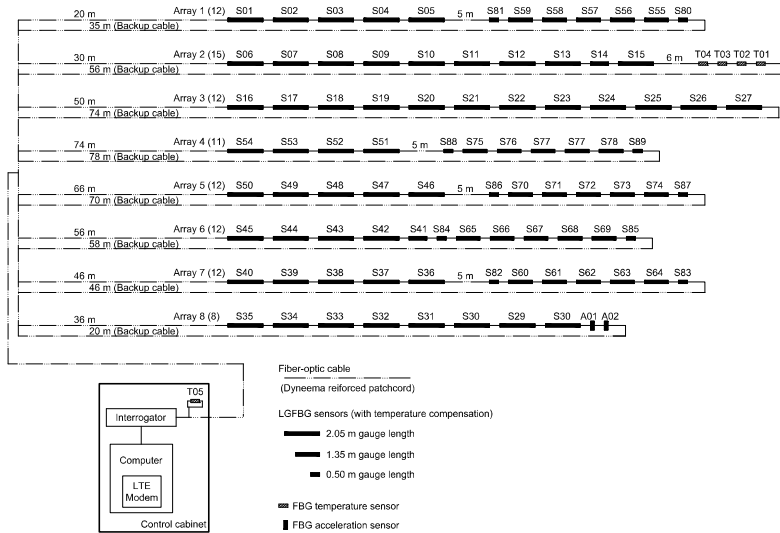 20 m Array 1 (12) S01 S02 S03 S04 S05 5 m S81 S59 S58 S57 S56 S55 S80
35 m (Backup cable)
30 m Array 2 (15) S06 S07 S08 S09 S10 S11 S12 S13 S14 S15 6 m T04 T03 T02 T01
56 m (Backup cable)
50 m Array 3 (12) S16 S17 S18 S19 S20 S21 S22 S23 S24 S25 S26 S27
74 m (Backup cable)
74 m Array 4 (11) S54 S53 S52 S51 5 m S88 S75 S76 S77 S77 S78 S89
78 m (Backup cable)
66 m Array 5 (12) S50 S49 S48 S47 S46 5 m S86 S70 S71 S72 S73 S74 S87
70 m (Backup cable)
56 m Array 6 (12) S45 S44 S43 S42 S41 S84 S65 S66 S67 S68 S69 S85
58 m (Backup cable)
46 m Array 7 (12) S40 S39 S38 S37 S36 5 m S82 S60 S61 S62 S63 S64 S83
46 m (Backup cable)
36 m Array 8 (8) S35 S34 S33 S32 S31 S30 S29 S30 A01 A02
20 m (Backup cable)
T05
Interrogator
Computer
LTE
Modem
Control cabinet
Fiber-optic cable
(Dyneema reiforced patchcord)
LGFBG sensors (with temperature compensation)
2.05 m gauge length
1.35 m gauge length
0.50 m gauge length
FBG temperature sensor
FBG acceleration sensor